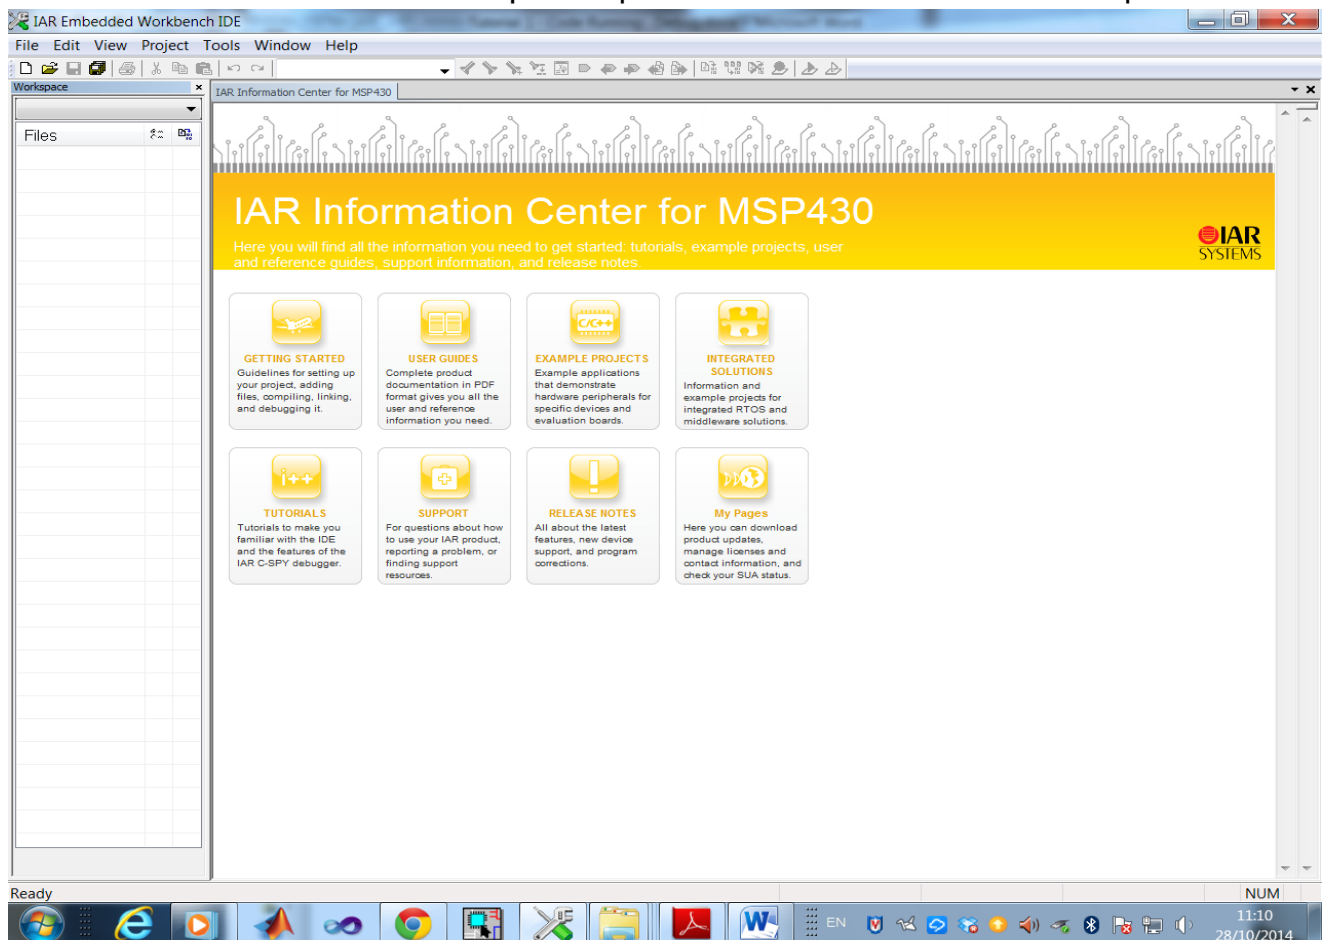 IAR Embedded Workbench IDE
File Edit View Project Tools Window Help
Workspace
IAR Information Center for MSP430
Files
IAR Information Center for MSP430
Here you will find all the information you need to get started: tutorials, example projects, user
and reference guides, support information, and release notes.
IAR
SYSTEMS
GETTING STARTED
Guidelines for setting up
your project, adding
files, compiling, linking,
and debugging it.
USER GUIDES
Complete product
documentation in PDF
format gives you all the
user and reference
information you need.
C/C++
EXAMPLE PROJECTS
Example applications
that demonstrate
hardware peripherals for
specific devices and
evaluation boards.
INTEGRATED
SOLUTIONS
Information and
example projects for
integrated RTOS and
middleware solutions.
i++
TUTORIALS
Tutorials to make you
familiar with the IDE
and the features of the
IAR C-SPY debugger.
SUPPORT
For questions about how
to use your IAR product,
reporting a problem, or
finding support
resources.
RELEASE NOTES
All about the latest
features, new device
support, and program
corrections.
My Pages
Here you can download
product updates,
manage licenses and
contact information, and
check your SUA status.
Ready
NUM
EN
11:10
28/10/2014